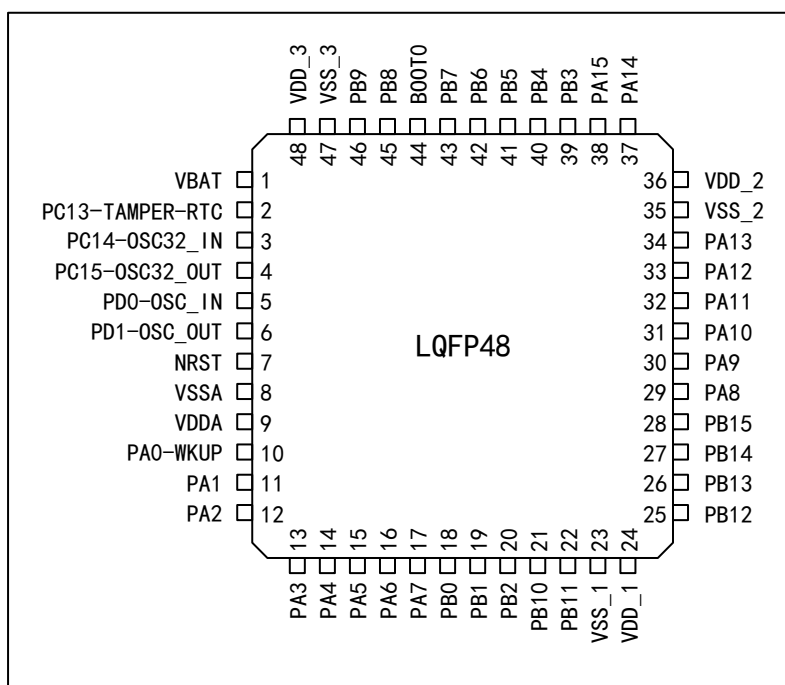 VDD_3
VSS_3
PB9
PB8
BOOT0
PB7
PB6
PB5
PB4
PB3
PA15
PA14
48
47
46
45
44
43
42
41
40
39
38
37
VBAT 1
PC13-TAMPER-RTC 2
PC14-OSC32_IN 3
PC15-OSC32_OUT 4
PD0-OSC_IN 5
PD1-OSC_OUT 6
NRST 7
VSSA 8
VDDA 9
PA0-WKUP 10
PA1 11
PA2 12
LQFP48
36 VDD_2
35 VSS_2
34 PA13
33 PA12
32 PA11
31 PA10
30 PA9
29 PA8
28 PB15
27 PB14
26 PB13
25 PB12
13
14
15
16
17
18
19
20
21
22
23
24
PA3
PA4
PA5
PA6
PA7
PB0
PB1
PB2
PB10
PB11
VSS_1
VDD_1